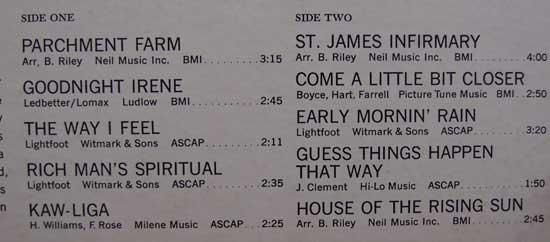 SIDE ONE
PARCHMENT FARM
Arr. B. Riley Neil Music Inc. BMI.........3:15
GOODNIGHT IRENE
Ledbetter/Lomax Ludlow BMI.........2:45
THE WAY I FEEL
Lightfoot Witmark & Sons ASCAP.....2:11
RICH MAN'S SPIRITUAL
Lightfoot Witmark & Sons ASCAP.....2:35
KAW-LIGA
H. Williams, F. Rose Milene Music ASCAP...2:25
SIDE TWO
ST. JAMES INFIRMARY
Arr. B. Riley Neil Music Inc. BMI.........4:00
COME A LITTLE BIT CLOSER
Boyce, Hart, Farrell Picture Tune Music BMI..2:50
EARLY MORNIN' RAIN
Lightfoot Witmark & Sons ASCAP.......3:20
GUESS THINGS HAPPEN
THAT WAY
J. Clement Hi-Lo Music ASCAP.........1:50
HOUSE OF THE RISING SUN
Arr. B. Riley Neil Music Inc. BMI.........2:45